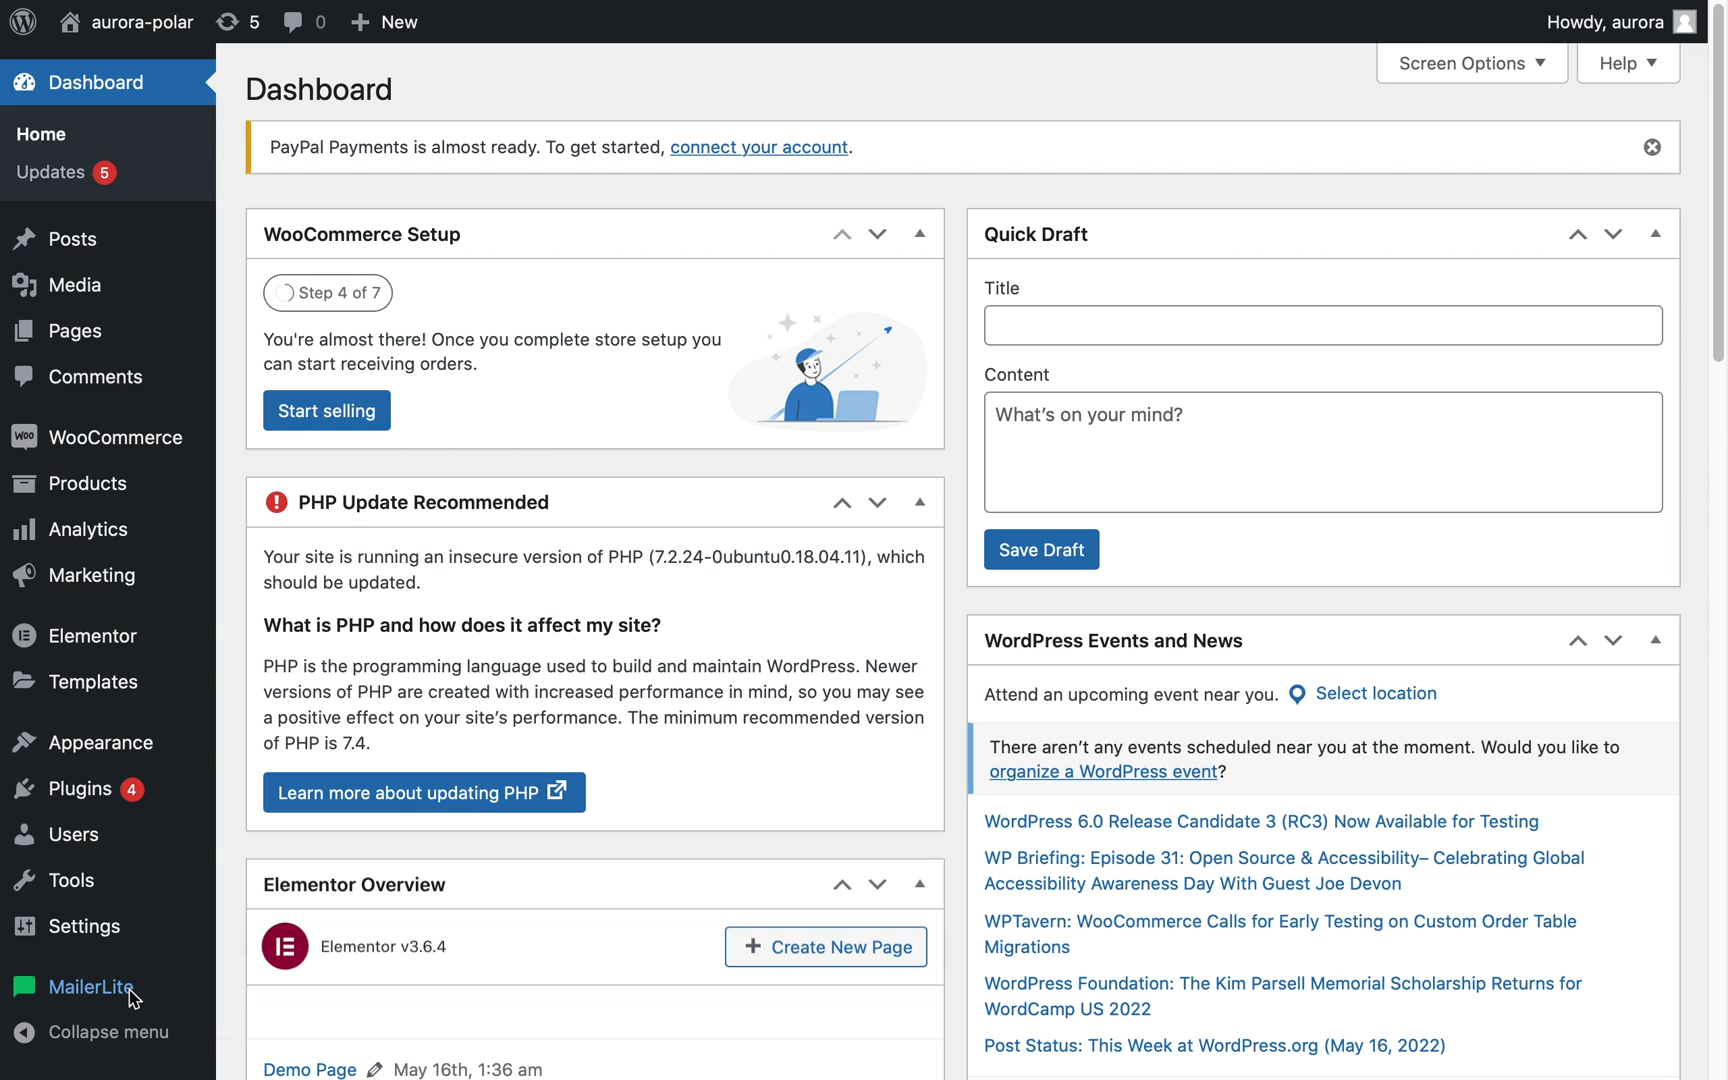 aurora-polar 5 0 + New
Howdy, aurora
Dashboard
Home
Updates 5
Posts
Media
Pages
Comments
WooCommerce
Products
Analytics
Marketing
Elementor
Templates
Appearance
Plugins 4
Users
Tools
Settings
MailerLite
Collapse menu
Screen Options ▼
Help ▼
Dashboard
PayPal Payments is almost ready. To get started, connect your account.
WooCommerce Setup
Step 4 of 7
You're almost there! Once you complete store setup you
can start receiving orders.
Start selling
PHP Update Recommended
Your site is running an insecure version of PHP (7.2.24-0ubuntu0.18.04.11), which
should be updated.
What is PHP and how does it affect my site?
PHP is the programming language used to build and maintain WordPress. Newer
versions of PHP are created with increased performance in mind, so you may see
a positive effect on your site's performance. The minimum recommended version
of PHP is 7.4.
Learn more about updating PHP
Elementor Overview
Elementor v3.6.4
+ Create New Page
Demo Page May 16th, 1:36 am
Quick Draft
Title
Content
What's on your mind?
Save Draft
WordPress Events and News
Attend an upcoming event near you. Select location
There aren't any events scheduled near you at the moment. Would you like to
organize a WordPress event?
WordPress 6.0 Release Candidate 3 (RC3) Now Available for Testing
WP Briefing: Episode 31: Open Source & Accessibility– Celebrating Global
Accessibility Awareness Day With Guest Joe Devon
WPTavern: WooCommerce Calls for Early Testing on Custom Order Table
Migrations
WordPress Foundation: The Kim Parsell Memorial Scholarship Returns for
WordCamp US 2022
Post Status: This Week at WordPress.org (May 16, 2022)